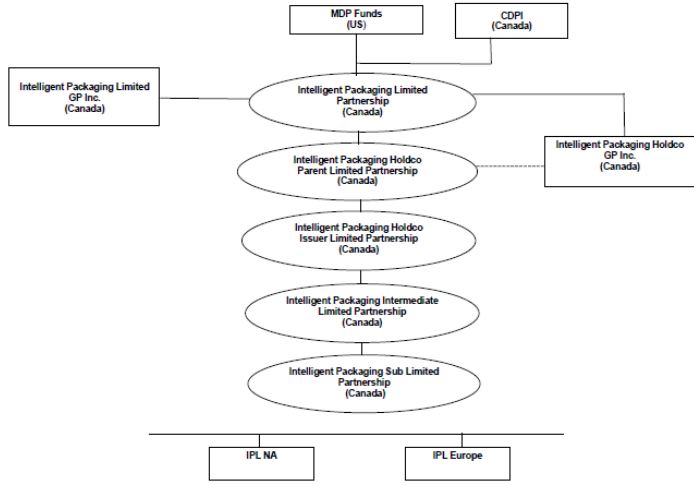 MDP Funds
(US)
CDPI
(Canada)
Intelligent Packaging Limited
GP Inc.
(Canada)
Intelligent Packaging Limited
Partnership
(Canada)
Intelligent Packaging Holdco
GP Inc.
(Canada)
Intelligent Packaging Holdco
Parent Limited Partnership
(Canada)
Intelligent Packaging Holdco
Issuer Limited Partnership
(Canada)
Intelligent Packaging Intermediate
Limited Partnership
(Canada)
Intelligent Packaging Sub Limited
Partnership
(Canada)
IPL NA
IPL Europe